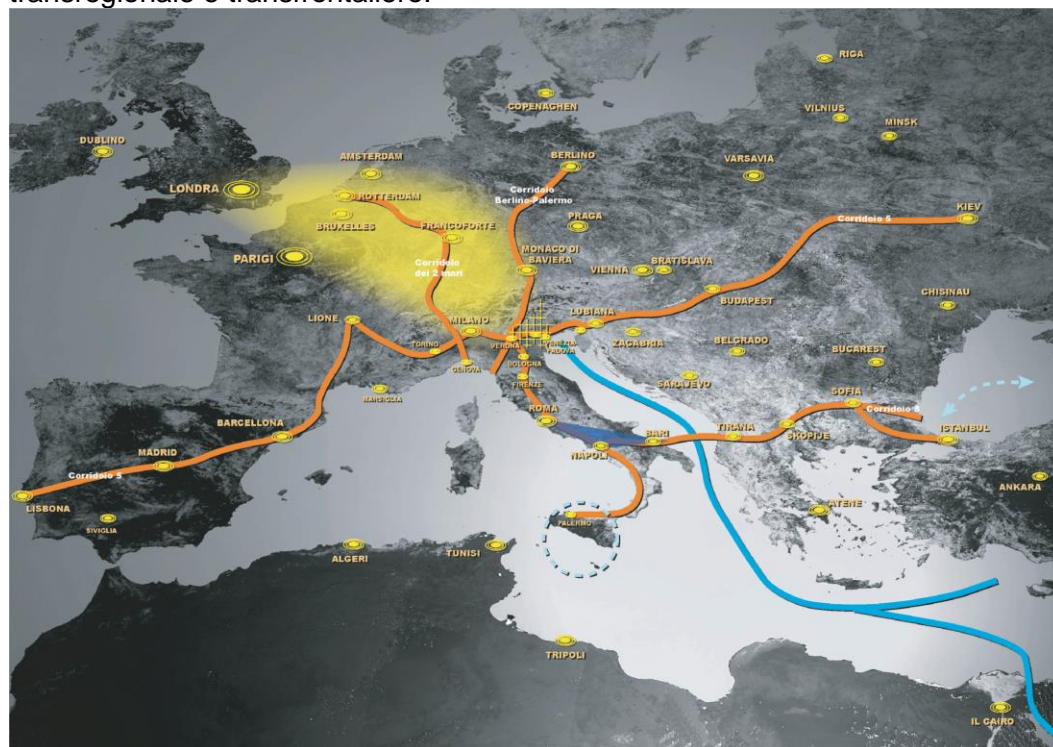 transregionale o transfrontaliero.
RIGA
COPENAGHEN
VILNIUS
MINSK
DUBLINO
AMSTERDAM
BERLINO
VARSAVIA
LONDRA
ROTTERDAM
Corridoio
Berlino-Palermo
KIEV
Corridoio 5
BRUXELLES
FRANCOFORTE
PRAGA
PARIGI
Corridoio
dei 2 mari
MONACO DI
BAVIERA
VIENNA
BRATISLAVA
BUDAPEST
CHISINAU
LIONE
MILANO
LUBIANA
TORINO
VERONA
VENEZIA
PADOVA
ZAGABRIA
BELGRADO
BUCAREST
GENOVA
BOLOGNA
FIRENZE
MARSIGLIA
SARAJEVO
SOFIA
Corridoio 8
BARCELLONA
ROMA
BARI
TIRANA
SKOPIJE
ISTANBUL
MADRID
NAPOLI
Corridoio 5
ANKARA
LISBONA
SIVIGLIA
PALERMO
ATENE
ALGERI
TUNISI
TRIPOLI
IL CAIRO